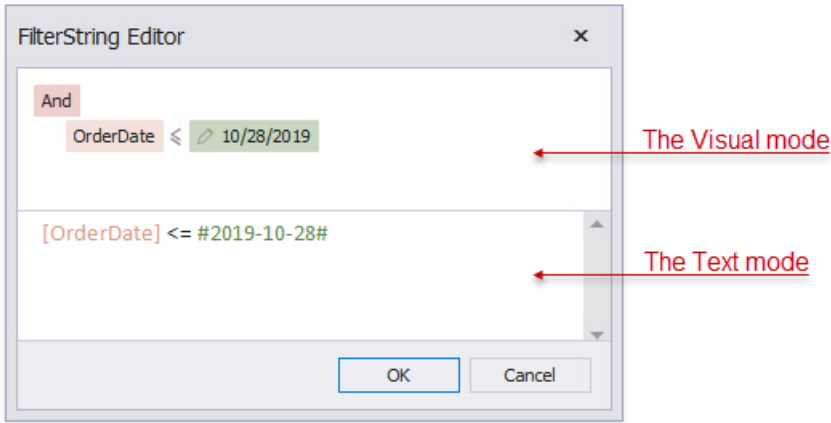 FilterString Editor
And
OrderDate ≤ 10/28/2019
The Visual mode
[OrderDate] <= #2019-10-28#
The Text mode
OK Cancel